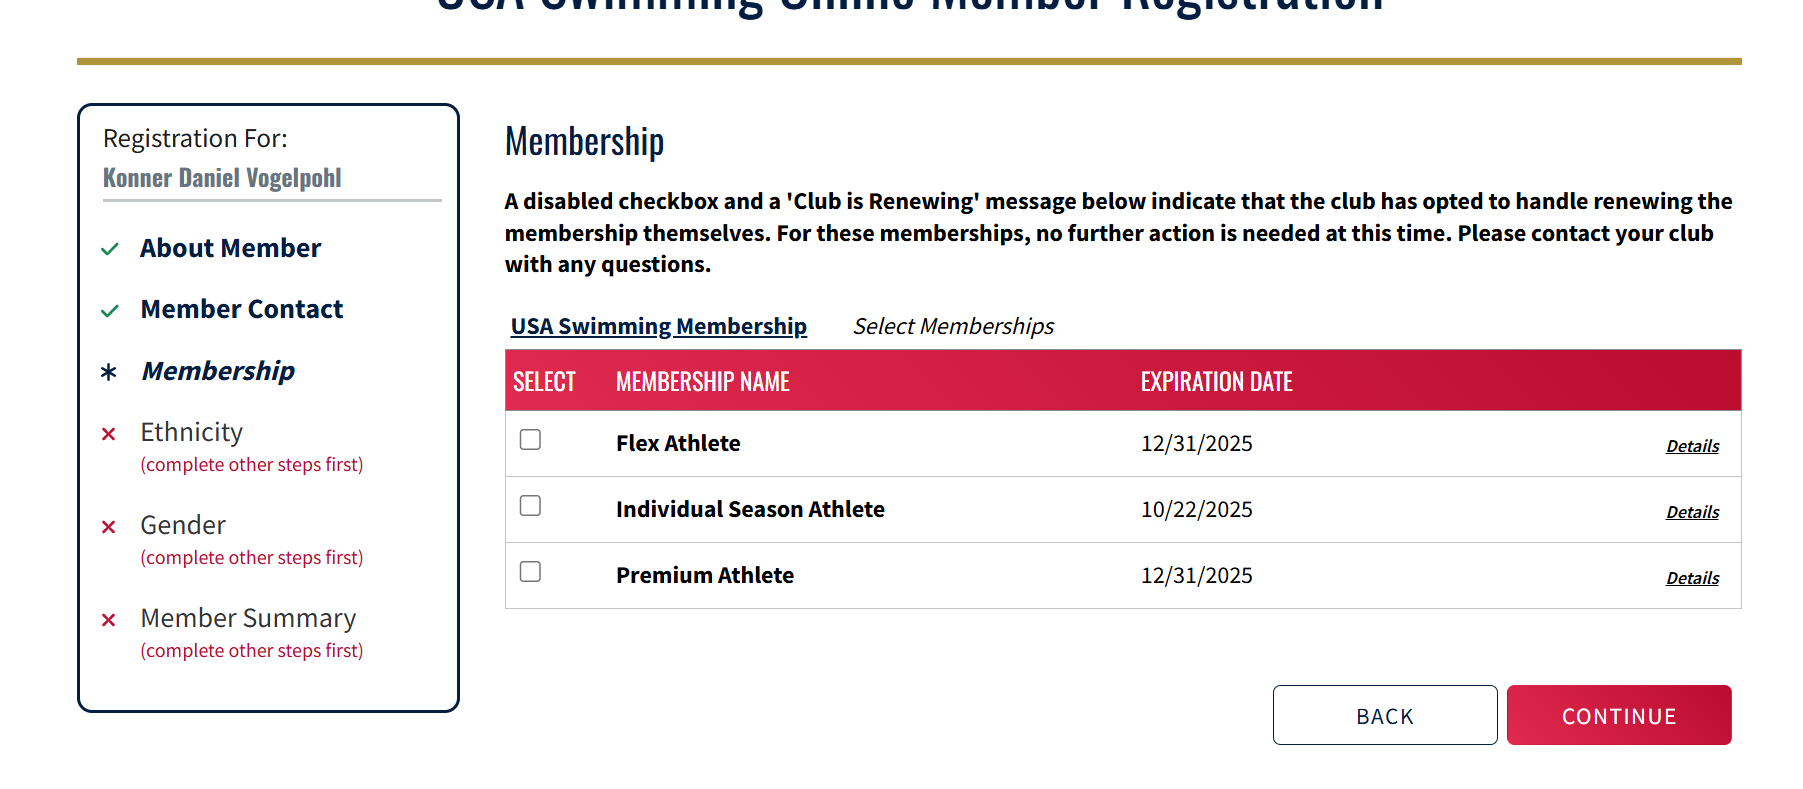 USA Swimming Online Member Registration
Registration For:
Konner Daniel Vogelpohl
About Member
Member Contact
Membership
Ethnicity
(complete other steps first)
Gender
(complete other steps first)
Member Summary
(complete other steps first)
Membership
A disabled checkbox and a 'Club is Renewing' message below indicate that the club has opted to handle renewing the
membership themselves. For these memberships, no further action is needed at this time. Please contact your club
with any questions.
USA Swimming Membership Select Memberships
SELECT MEMBERSHIP NAME EXPIRATION DATE
Flex Athlete 12/31/2025 Details
Individual Season Athlete 10/22/2025 Details
Premium Athlete 12/31/2025 Details
BACK CONTINUE